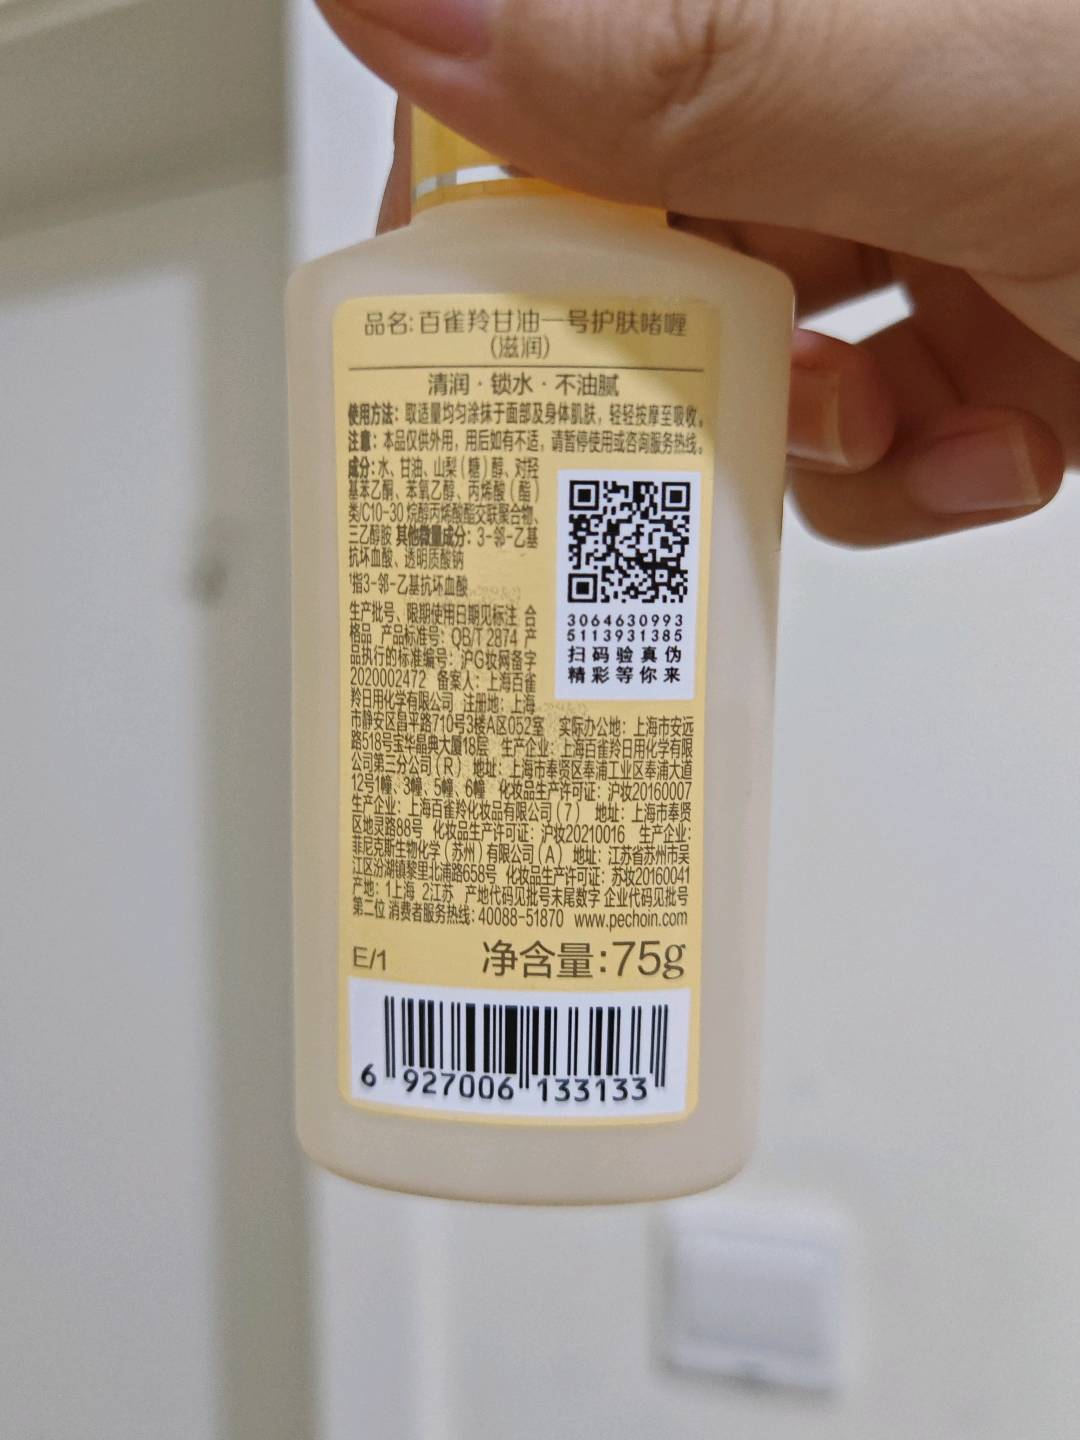 品名:百雀羚甘油一号护肤啫喱
(滋润)
清润·锁水·不油腻
使用方法：取适量均匀涂抹于面部及身体肌肤，轻轻按摩至吸收。
注意：本品仅供外用，用后如有不适，请暂停使用或咨询服务热线。
成分:水、甘油、山梨(糖)醇、对羟
基苯乙酮、苯氧乙醇、丙烯酸(酯)
类/C10-30 烷醇丙烯酸酯交联聚合物、
三乙醇胺 其他微量成分：3-邻-乙基
抗坏血酸、透明质酸钠
¹指3-邻-乙基抗坏血酸
3064630993
5113931385
扫码验真伪
精彩等你来
生产批号、限期使用日期见标注 合
格品 产品标准号：QB/T 2874 产
品执行的标准编号：沪G妆网备字
2020002472 备案人：上海百雀
羚日用化学有限公司 注册地：上海
市静安区昌平路710号3楼A区052室 实际办公地：上海市安远
路518号宝华晶典大厦18层 生产企业：上海百雀羚日用化学有限
公司第三分公司(R) 地址：上海市奉贤区奉浦工业区奉浦大道
12号1幢、3幢、5幢、6幢 化妆品生产许可证：沪妆20160007
生产企业：上海百雀羚化妆品有限公司(7) 地址：上海市奉贤
区地灵路88号 化妆品生产许可证：沪妆20210016 生产企业：
菲尼克斯生物化学(苏州)有限公司(A) 地址：江苏省苏州市吴
江区汾湖镇黎里北浦路658号 化妆品生产许可证：苏妆20160041
产地：1上海 2江苏 产地代码见批号末尾数字 企业代码见批号
第二位 消费者服务热线：40088-51870 www.pechoin.com
E/1 净含量:75g
6 927006 133133